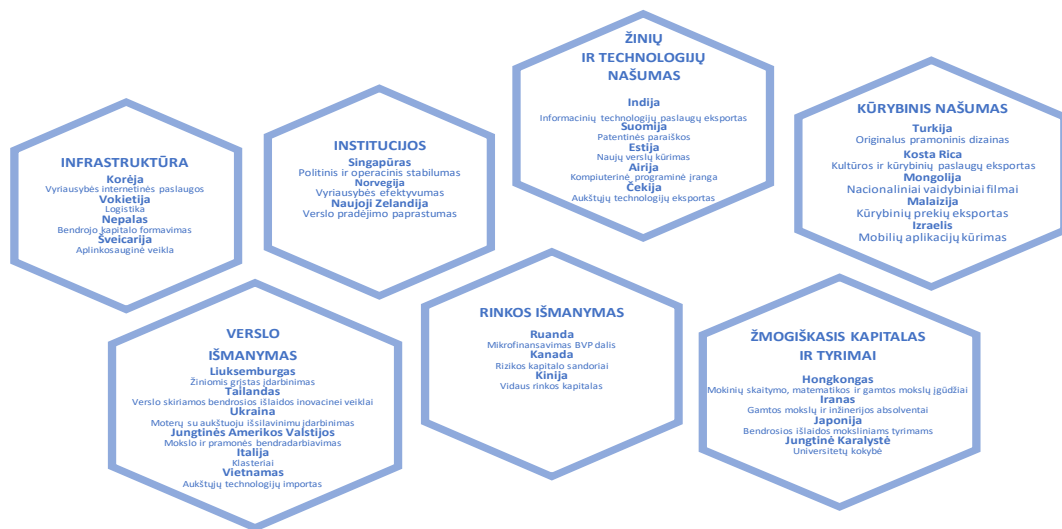 INFRASTRUKTŪRA
Korėja
Vyriausybės internetinės paslaugos
Vokietija
Logistika
Nepalas
Bendrojo kapitalo formavimas
Šveicarija
Aplinkosauginė veikla
INSTITUCIJOS
Singapūras
Politinis ir operacinis stabilumas
Norvegija
Vyriausybės efektyvumas
Naujoji Zelandija
Verslo pradėjimo paprastumas
ŽINIŲ
IR TECHNOLOGIJŲ
NAŠUMAS
Indija
Informacinių technologijų paslaugų eksportas
Suomija
Patentinės paraiškos
Estija
Naujų verslų kūrimas
Airija
Kompiuterinė programinė įranga
Čekija
Aukštųjų technologijų eksportas
KŪRYBINIS NAŠUMAS
Turkija
Originalus pramoninis dizainas
Kosta Rica
Kultūros ir kūrybinių paslaugų eksportas
Mongolija
Nacionaliniai vaidybiniai filmai
Malaizija
Kūrybinių prekių eksportas
Izraelis
Mobilių aplikacijų kūrimas
VERSLO
IŠMANYMAS
Liuksemburgas
Žiniomis grįstas įdarbinimas
Tailandas
Verslo skiriamos bendrosios išlaidos inovacinei veiklai
Ukraina
Moterų su aukštuoju išsilavinimu įdarbinimas
Jungtinės Amerikos Valstijos
Mokslo ir pramonės bendradarbiavimas
Italija
Klasteriai
Vietnamas
Aukštųjų technologijų importas
RINKOS IŠMANYMAS
Ruanda
Mikrofinansavimas BVP dalis
Kanada
Rizikos kapitalo sandoriai
Kinija
Vidaus rinkos kapitalas
ŽMOGIŠKASIS KAPITALAS
IR TYRIMAI
Hongkongas
Mokinių skaitymo, matematikos ir gamtos mokslų įgūdžiai
Iranas
Gamtos mokslų ir inžinerijos absolventai
Japonija
Bendrosios išlaidos moksliniams tyrimams
Jungtinė Karalystė
Universitetų kokybė